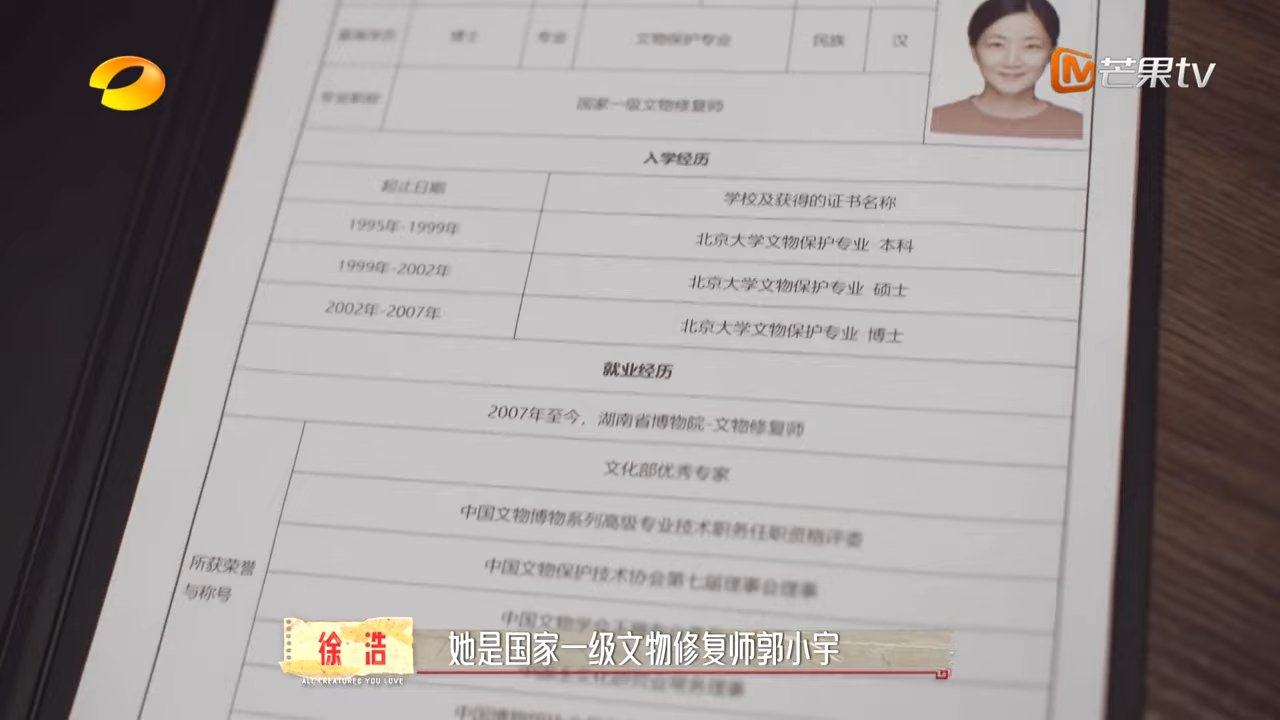 芒果tv
最高学历 博士 专业 文物保护专业 民族 汉
专业职称 国家一级文物修复师
入学经历
起止日期 学校及获得的证书名称
1995年-1999年 北京大学文物保护专业 本科
1999年-2002年 北京大学文物保护专业 硕士
2002年-2007年 北京大学文物保护专业 博士
就业经历
2007年至今，湖南省博物院-文物修复师
所获荣誉与称号
文化部优秀专家
中国文物博物系列高级专业技术职务任职资格评委
中国文物保护技术协会第七届理事会理事
中国文物学会
徐浩 她是国家一级文物修复师郭小宇
ALL CREATURES YOU LOVE